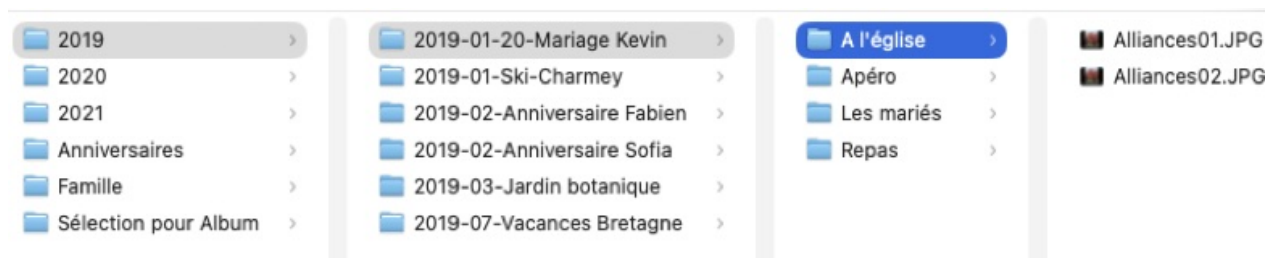 2019
2020
2021
Anniversaires
Famille
Sélection pour Album
2019-01-20-Mariage Kevin
2019-01-Ski-Charmey
2019-02-Anniversaire Fabien
2019-02-Anniversaire Sofia
2019-03-Jardin botanique
2019-07-Vacances Bretagne
A l'église
Apéro
Les mariés
Repas
Alliances01.JPG
Alliances02.JPG